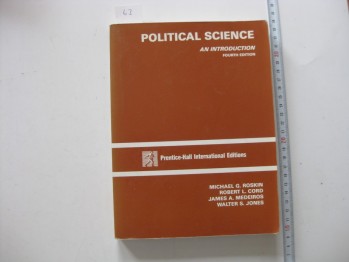 POLITICAL SCIENCE
AN INTRODUCTION
FOURTH EDITION
Prentice-Hall International Editions
MICHAEL G. ROSKIN
ROBERT L. CORD
JAMES A. MEDEIROS
WALTER S. JONES